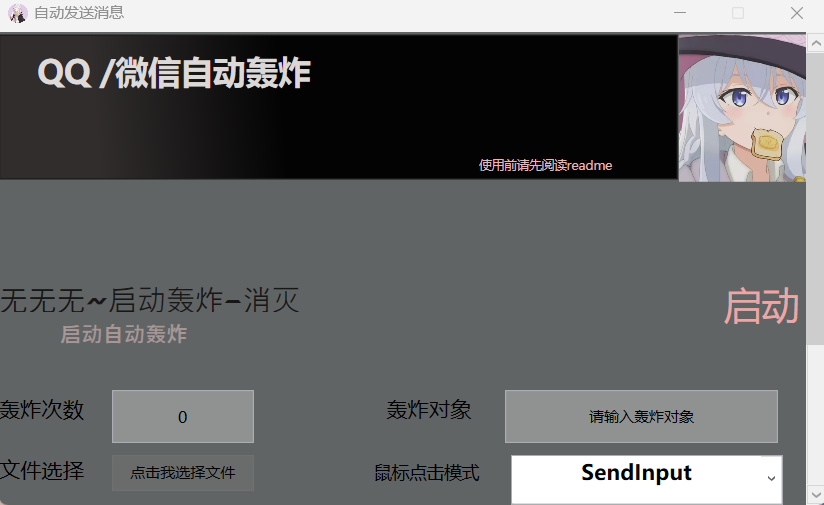 自动发送消息
QQ /微信自动轰炸
使用前请先阅读readme
无无无~启动轰炸-消灭
启动
启动自动轰炸
轰炸次数
0
轰炸对象
请输入轰炸对象
文件选择
点击我选择文件
鼠标点击模式
SendInput